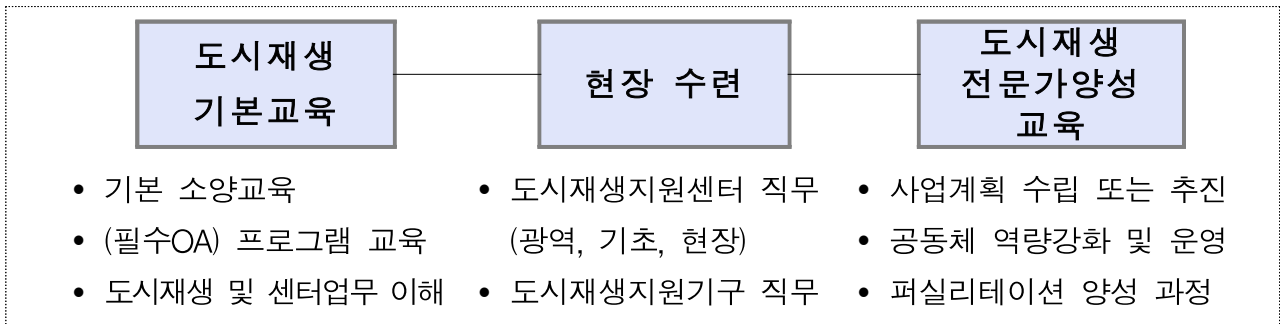 도시재생
기본교육
현장 수련
도시재생
전문가양성
교육
• 기본 소양교육
• (필수OA) 프로그램 교육
• 도시재생 및 센터업무 이해
• 도시재생지원센터 직무
(광역, 기초, 현장)
• 도시재생지원기구 직무
• 사업계획 수립 또는 추진
• 공동체 역량강화 및 운영
• 퍼실리테이션 양성 과정